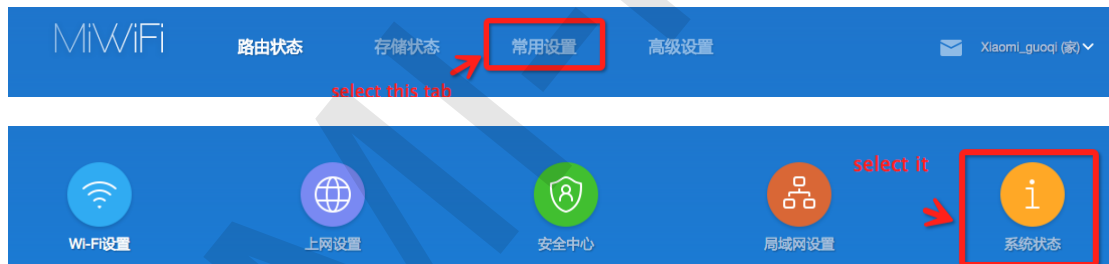 MiWiFi
路由状态
存储状态
常用设置
高级设置
Xiaomi_guoqi (家)
select this tab
select it
Wi-Fi设置
上网设置
安全中心
局域网设置
i
系统状态